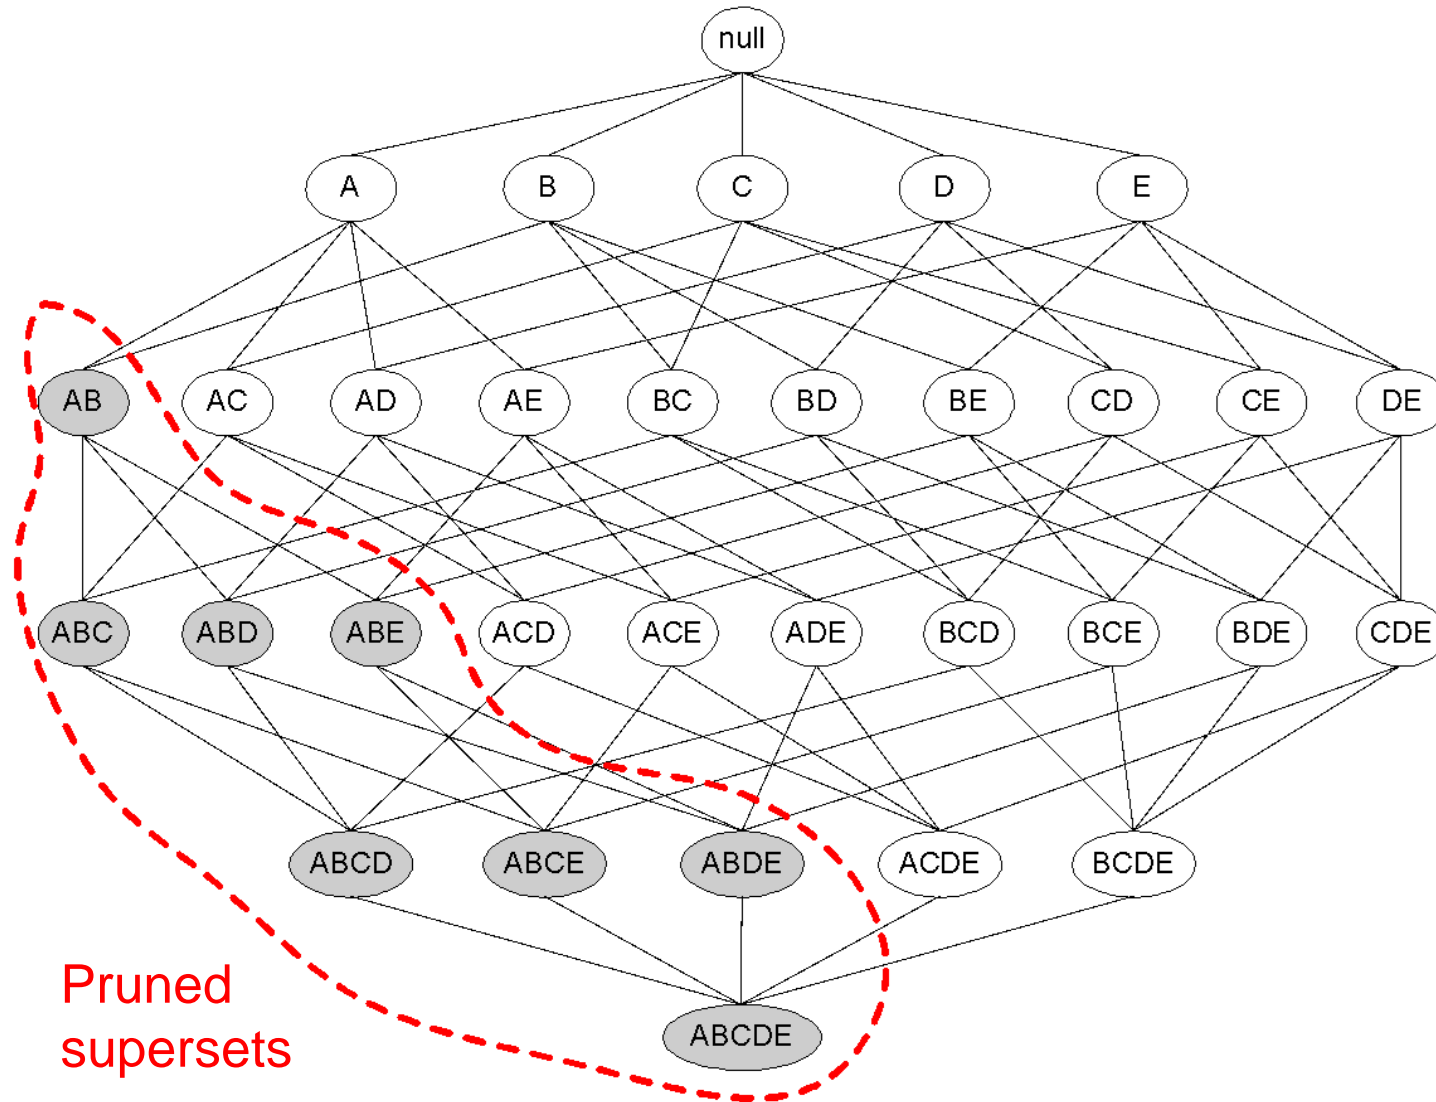 null
A B C D E
AB AC AD AE BC BD BE CD CE DE
ABC ABD ABE ACD ACE ADE BCD BCE BDE CDE
ABCD ABCE ABDE ACDE BCDE
ABCDE
Pruned
supersets